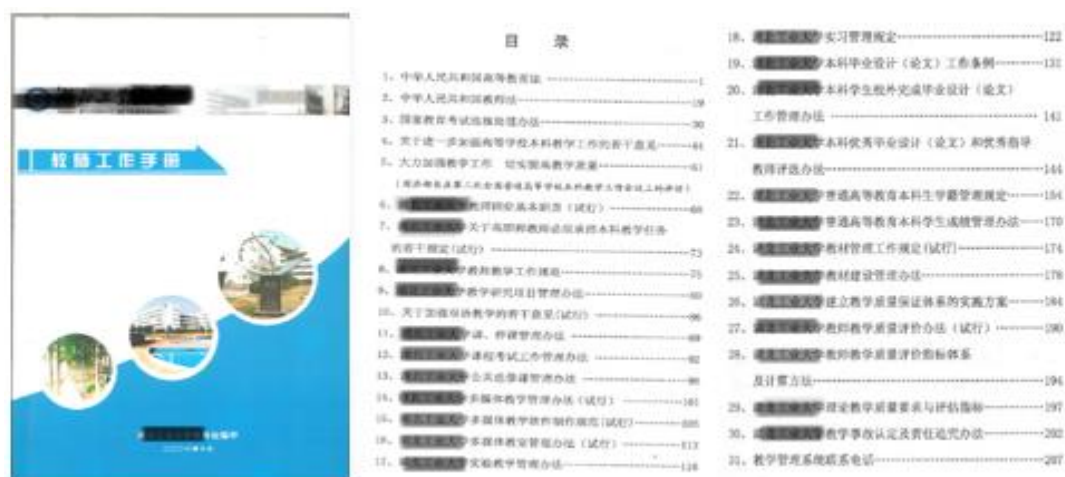 教师工作手册
目 录
1、中华人民共和国高等教育法 1
2、中华人民共和国教师法 19
3、国家教育考试违规处理办法 30
4、关于进一步加强高等学校本科教学工作的若干意见 44
5、大力加强教学工作 切实提高教学质量 51
6、 教师岗位基本职责(试行)
7、 关于高职称教师必须承担本科教学任务
的若干规定(试行) 73
8、 教师教学工作规范 75
9、 学教学研究项目管理办法
10、关于加强双语教学的若干意见(试行)
11、 学调、停课管理办法
12、 学课程考试工作管理办法 92
13、 公共选修课管理办法
14、 学多媒体教学管理办法(试行) 101
15、 学多媒体教学软件制作规范(试行) 105
16、 学多媒体教室管理办法(试行) 113
17、 学实验教学管理办法 116
18、 学实习管理规定 122
19、 本科毕业设计(论文)工作条例 131
20、 本科学生校外完成毕业设计(论文)
工作管理办法 141
21、 本科优秀毕业设计(论文)和优秀指导
教师评选办法 144
22、 普通高等教育本科生学籍管理规定 154
23、 普通高等教育本科学生成绩管理办法 170
24、 学教材管理工作规定(试行) 174
25、 学教材建设管理办法 178
26、 建立教学质量保证体系的实施方案 184
27、 学教师教学质量评价办法(试行) 190
28、 教师教学质量评价指标体系
及计算方法 194
29、 理论教学质量要求与评估指标 197
30、 教学事故认定及责任追究办法 202
31、教学管理系统联系电话 207